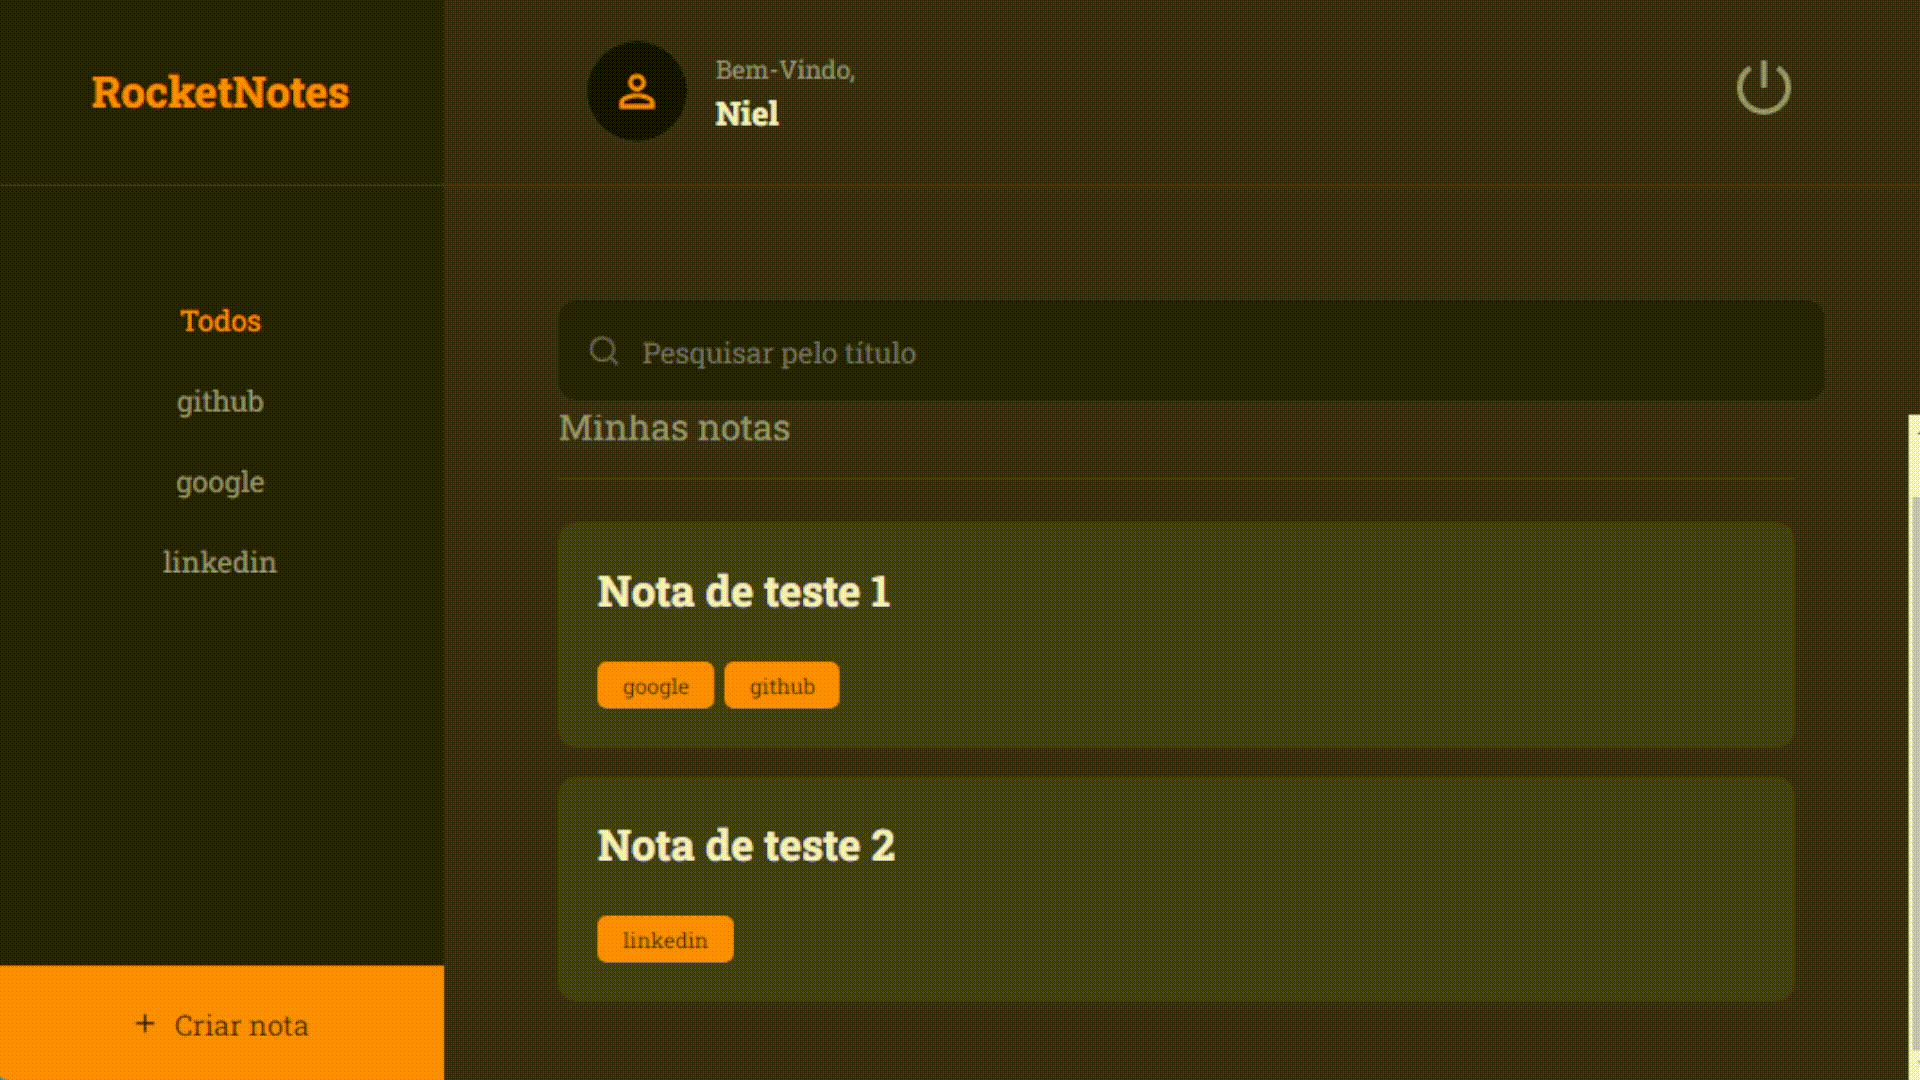 RocketNotes
Bem-Vindo,
Niel
Todos
github
google
linkedin
Pesquisar pelo título
Minhas notas
Nota de teste 1
google
github
Nota de teste 2
linkedin
+ Criar nota